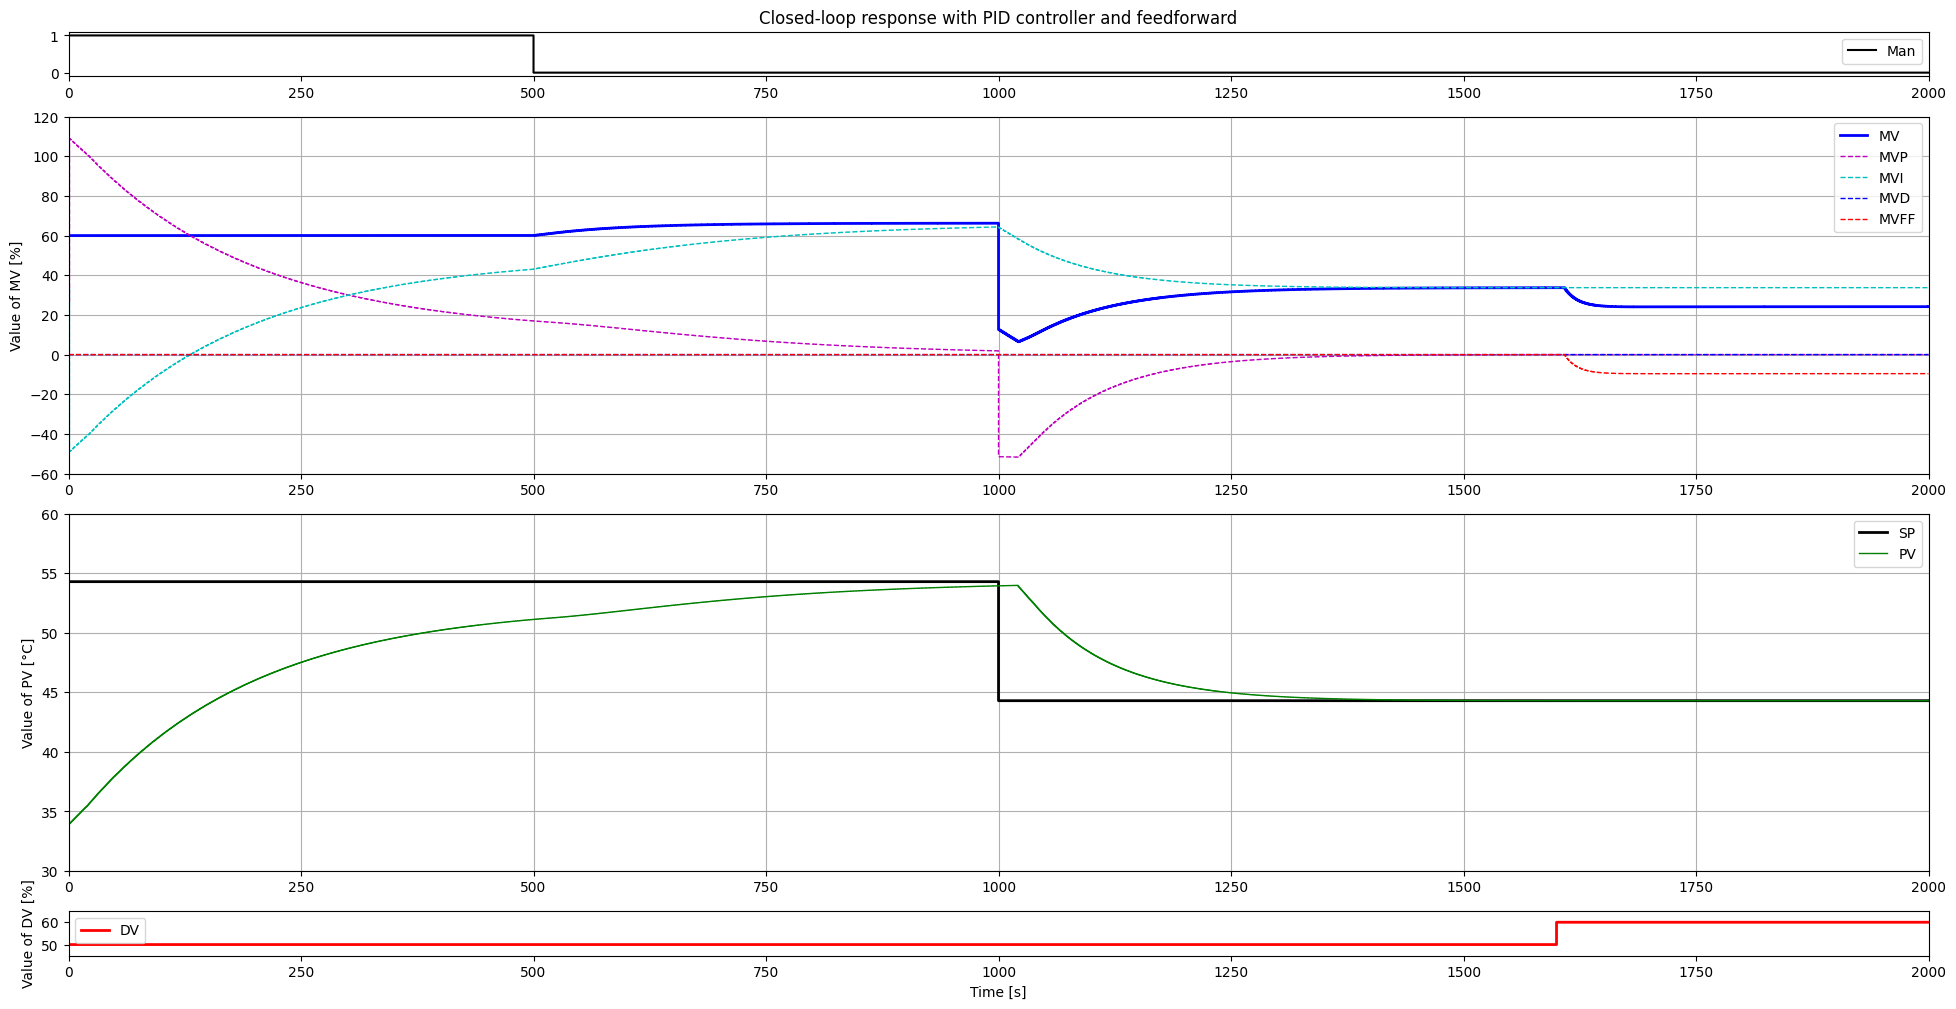 Closed-loop response with PID controller and feedforward
1
0
Man
0 250 500 750 1000 1250 1500 1750 2000
Value of MV [%]
120
100
80
60
40
20
0
−20
−40
−60
MV
MVP
MVI
MVD
MVFF
0 250 500 750 1000 1250 1500 1750 2000
Value of PV [°C]
60
55
50
45
40
35
30
SP
PV
0 250 500 750 1000 1250 1500 1750 2000
Value of DV [%]
60
50
DV
0 250 500 750 1000 1250 1500 1750 2000
Time [s]